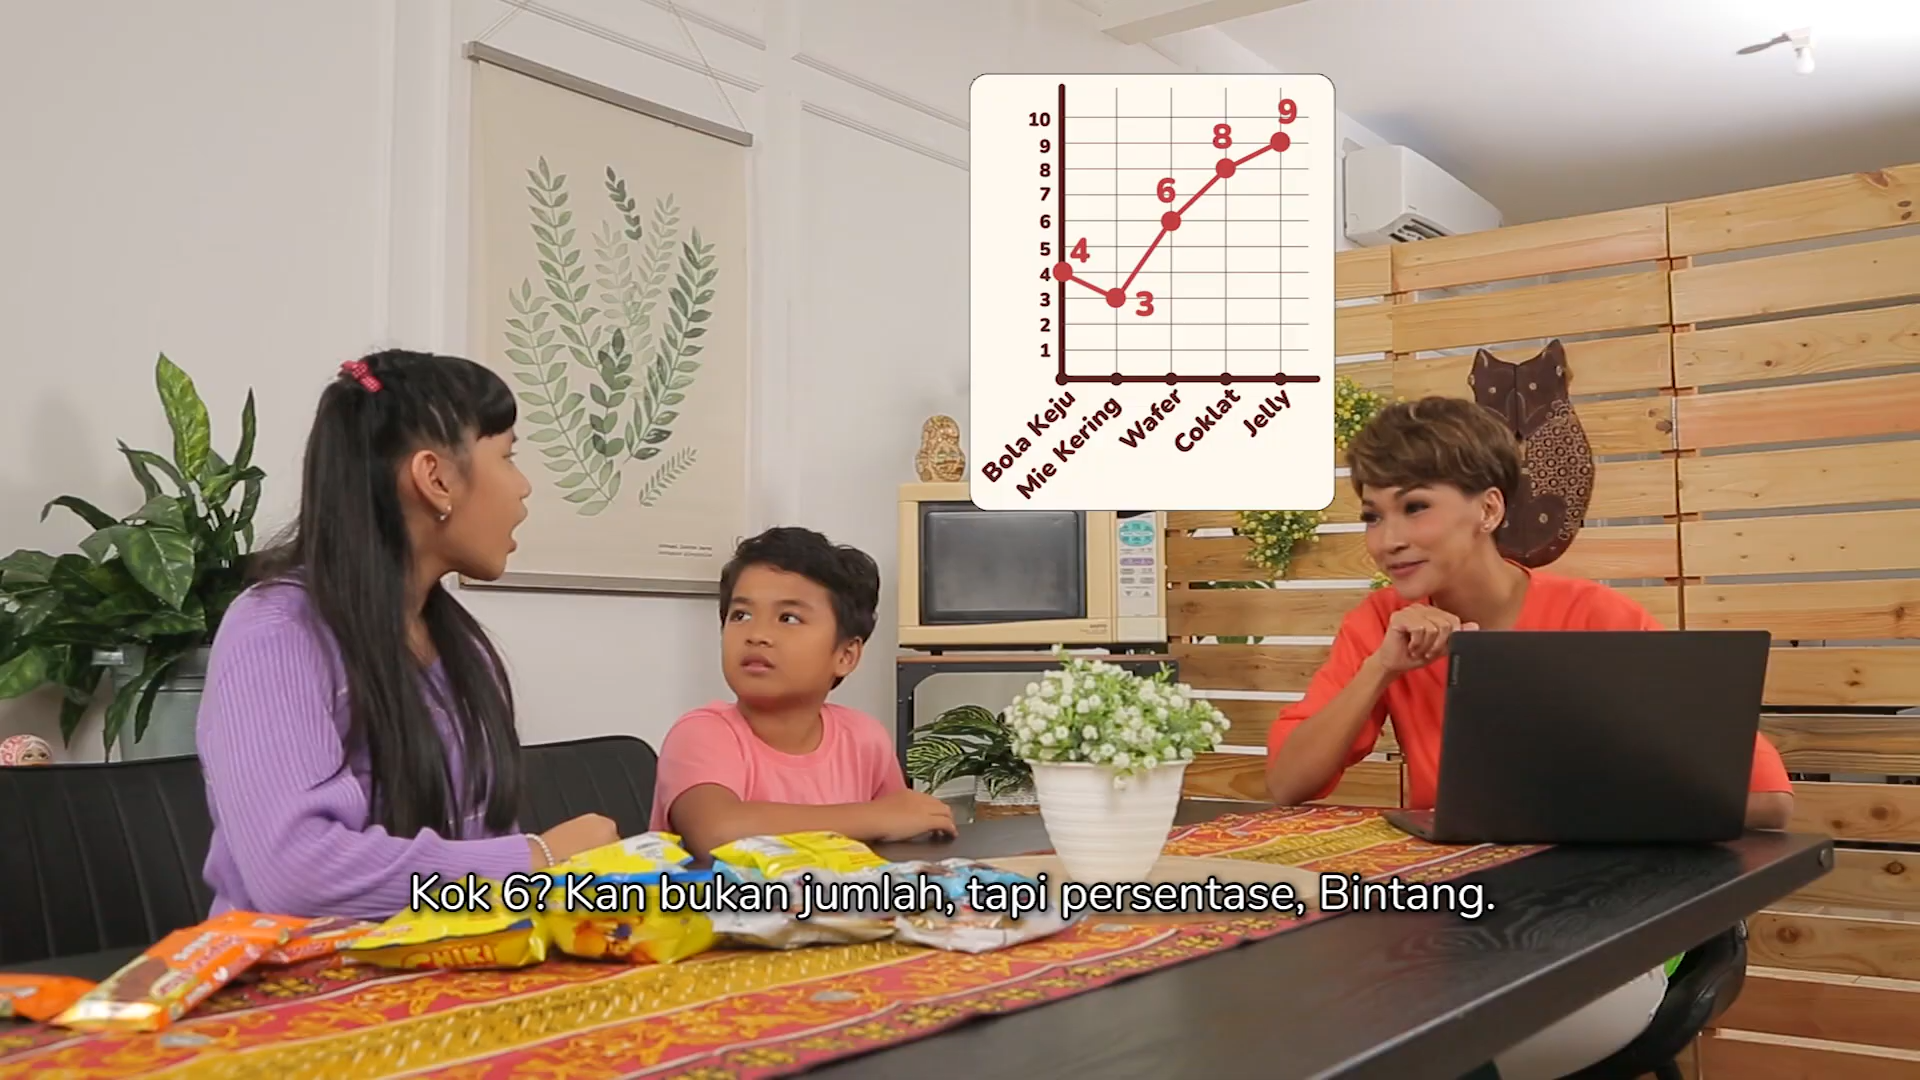 10
9
8
7
6
5
4
3
2
1
4
3
6
8
9
Bola Keju
Mie Kering
Wafer
Coklat
Jelly
Kok 6? Kan bukan jumlah, tapi persentase, Bintang.
CHIKI
Lenovo